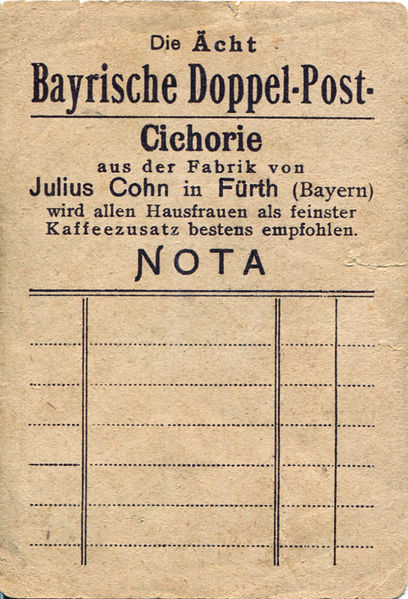 Die Ächt
Bayrische Doppel-Post-
Cichorie
aus der Fabrik von
Julius Cohn in Fürth (Bayern)
wird allen Hausfrauen als feinster
Kaffeezusatz bestens empfohlen.
NOTA